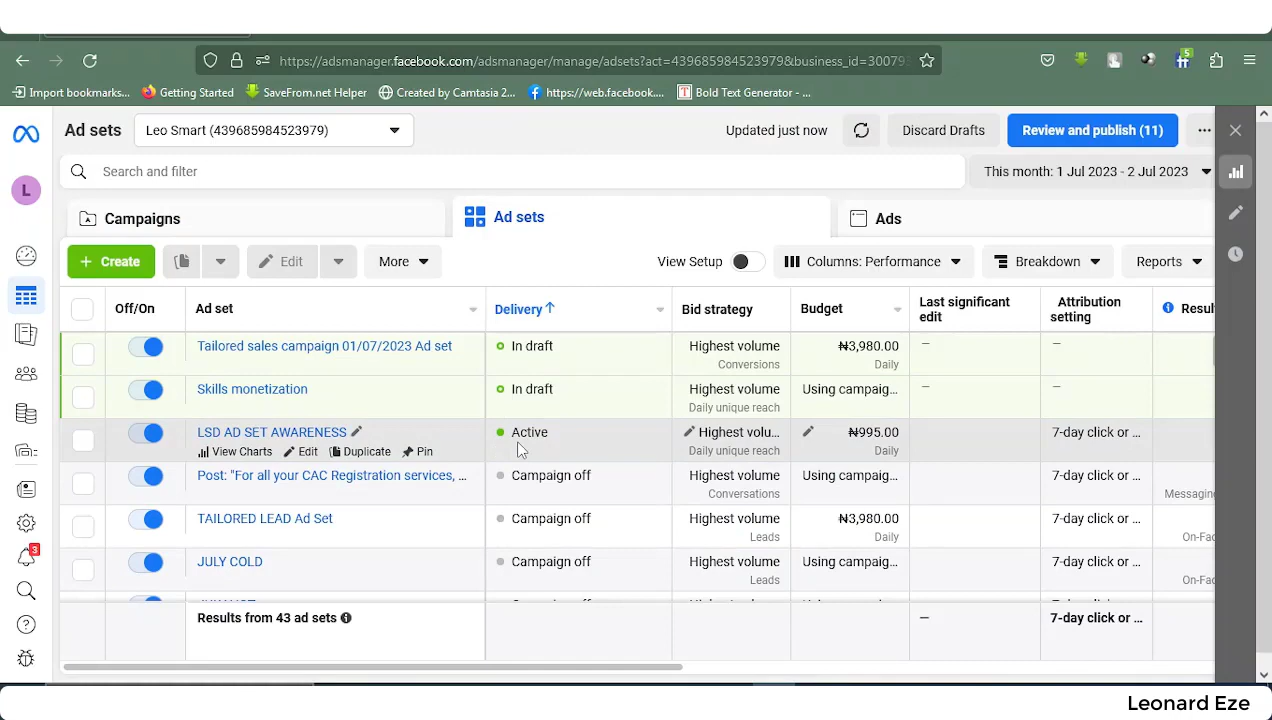 https://adsmanager.facebook.com/adsmanager/manage/adsets?act=439685984523979&business_id=30079
Import bookmarks... Getting Started SaveFrom.net Helper Created by Camtasia 2... https://web.facebook.... Bold Text Generator - ...
5
Ad sets Leo Smart (439685984523979) Updated just now Discard Drafts Review and publish (11) ...
Search and filter This month: 1 Jul 2023 - 2 Jul 2023
L
Campaigns Ad sets Ads
+ Create Edit More View Setup Columns: Performance Breakdown Reports
Off/On Ad set Delivery ↑ Bid strategy Budget Last significant edit Attribution setting Resul
Tailored sales campaign 01/07/2023 Ad set In draft Highest volume ₦3,980.00 — —
Conversions Daily
Skills monetization In draft Highest volume Using campaig... — —
Daily unique reach
LSD AD SET AWARENESS Active Highest volu... ₦995.00 7-day click or ...
View Charts Edit Duplicate Pin Daily unique reach Daily
Post: "For all your CAC Registration services, ... Campaign off Highest volume Using campaig... 7-day click or ...
Conversations Messaging
TAILORED LEAD Ad Set Campaign off Highest volume ₦3,980.00 7-day click or ...
Leads Daily On-Fac
JULY COLD Campaign off Highest volume Using campaig... 7-day click or ...
3
Leads On-Fac
Results from 43 ad sets — 7-day click or ...
Leonard Eze